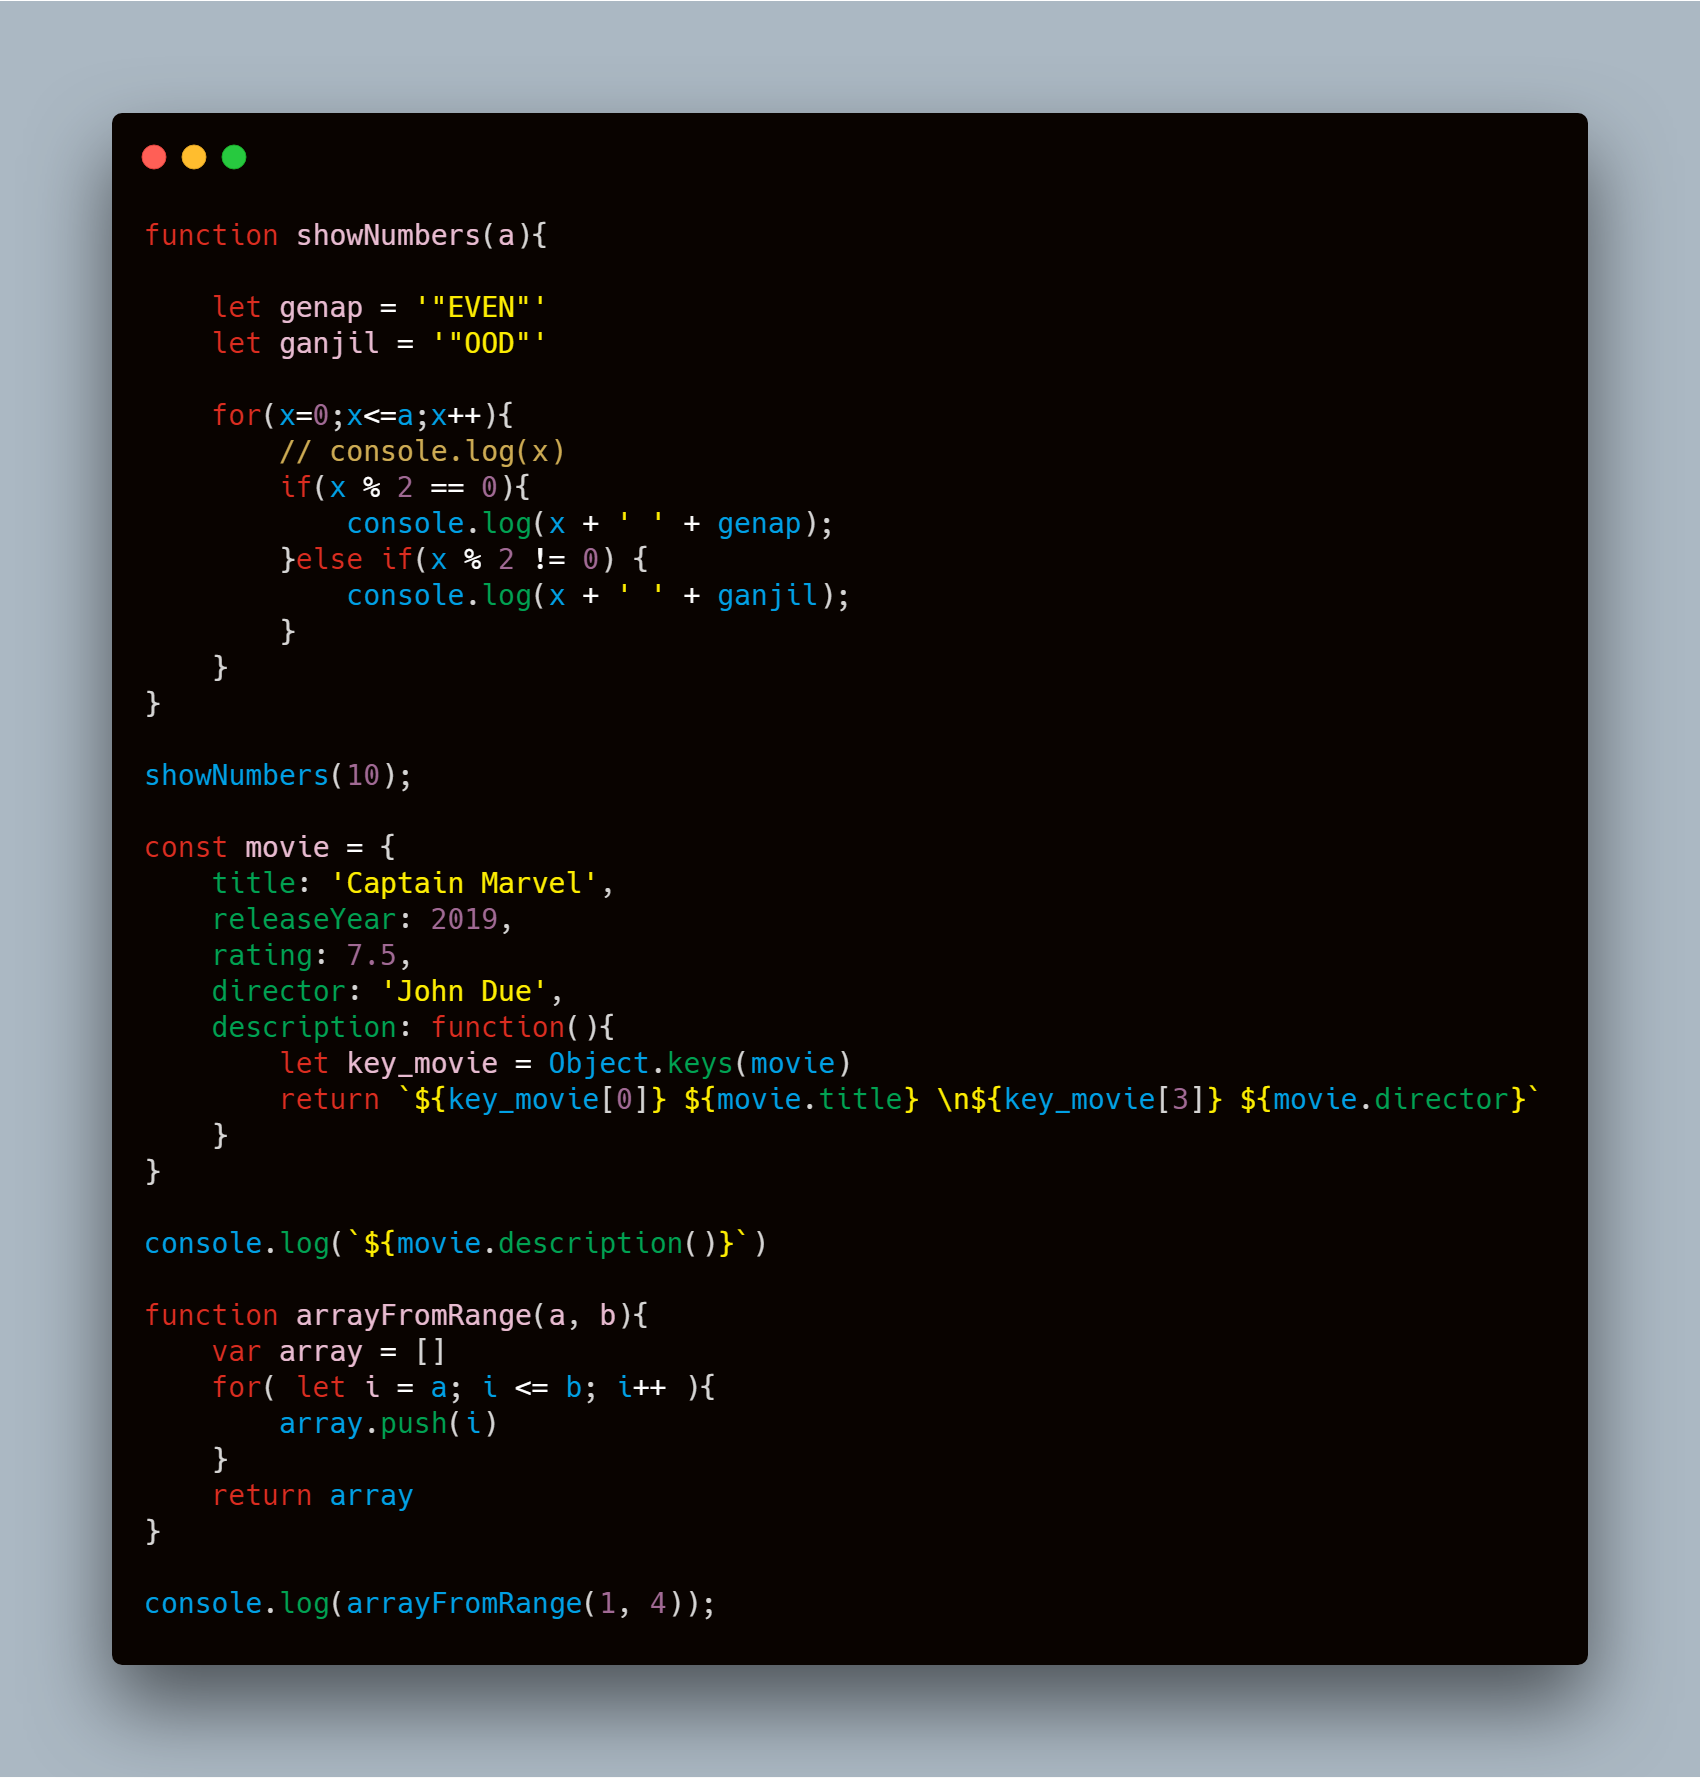 function showNumbers(a){
    let genap = '"EVEN"'
    let ganjil = '"OOD"'
    for(x=0;x<=a;x++){
        // console.log(x)
        if(x % 2 == 0){
            console.log(x + ' ' + genap);
        }else if(x % 2 != 0) {
            console.log(x + ' ' + ganjil);
        }
    }
}
showNumbers(10);
const movie = {
    title: 'Captain Marvel',
    releaseYear: 2019,
    rating: 7.5,
    director: 'John Due',
    description: function(){
        let key_movie = Object.keys(movie)
        return `${key_movie[0]} ${movie.title} \n${key_movie[3]} ${movie.director}`
    }
}
console.log(`${movie.description()}`)
function arrayFromRange(a, b){
    var array = []
    for( let i = a; i <= b; i++ ){
        array.push(i)
    }
    return array
}
console.log(arrayFromRange(1, 4));